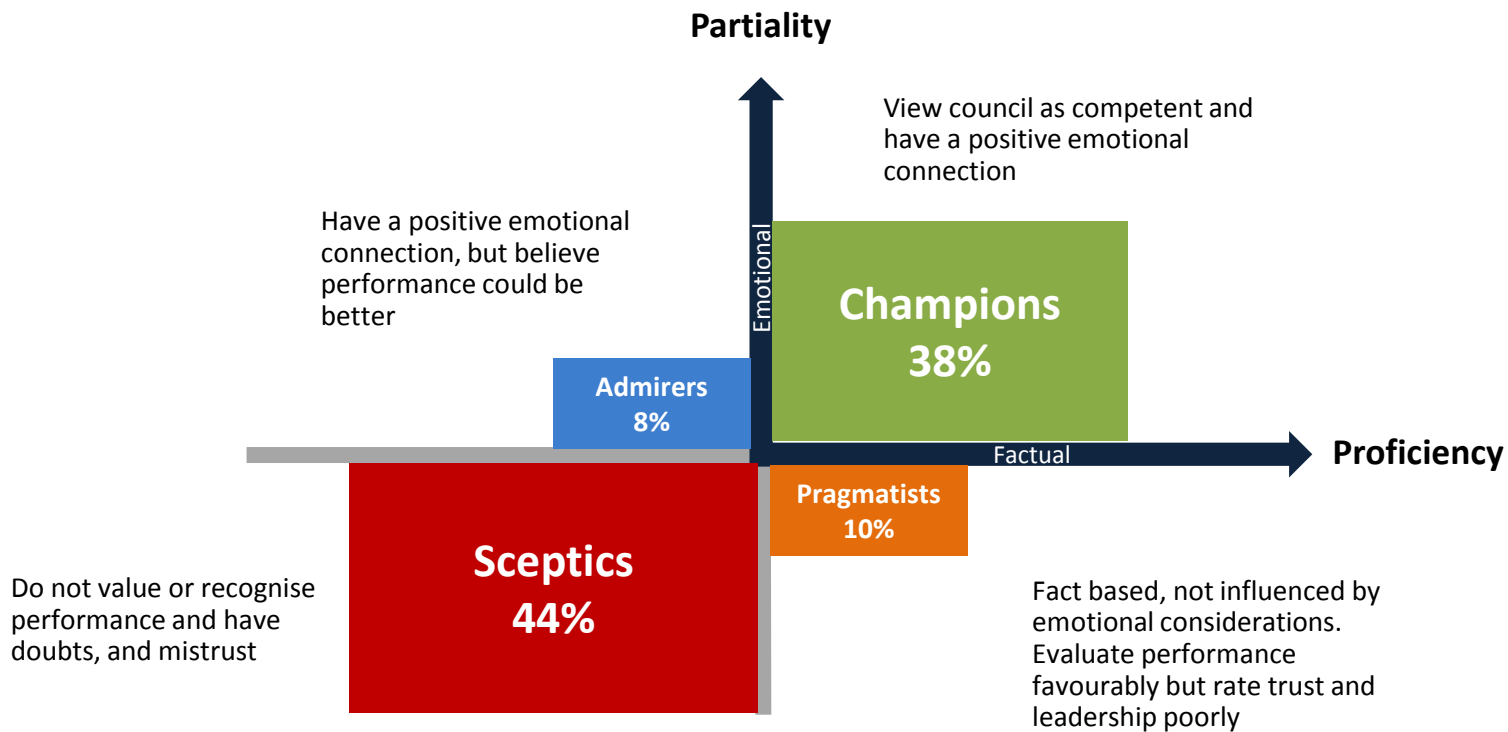 Partiality
View council as competent and
have a positive emotional
connection
Have a positive emotional
connection, but believe
performance could be
better
Emotional
Champions
38%
Admirers
8%
Factual
Proficiency
Pragmatists
10%
Sceptics
44%
Do not value or recognise
performance and have
doubts, and mistrust
Fact based, not influenced by
emotional considerations.
Evaluate performance
favourably but rate trust and
leadership poorly